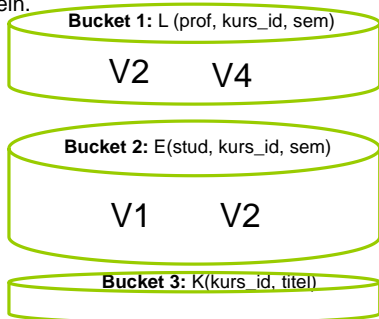 ein.
Bucket 1: L (prof, kurs_id, sem)
V2 V4
Bucket 2: E(stud, kurs_id, sem)
V1 V2
Bucket 3: K(kurs_id, titel)